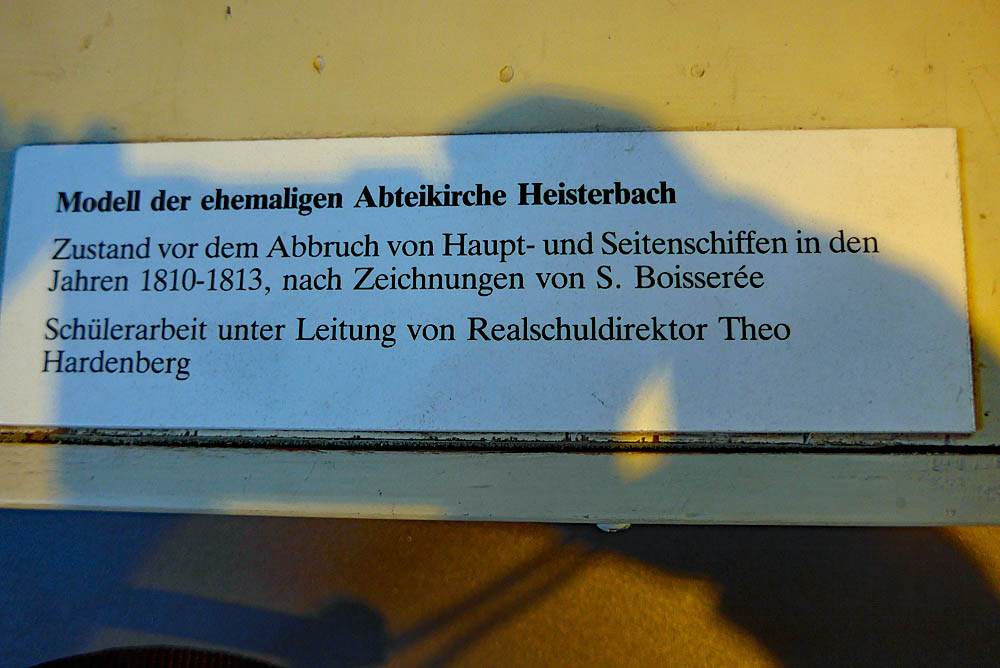 Modell der ehemaligen Abteikirche Heisterbach
Zustand vor dem Abbruch von Haupt- und Seitenschiffen in den
Jahren 1810-1813, nach Zeichnungen von S. Boisserée
Schülerarbeit unter Leitung von Realschuldirektor Theo
Hardenberg